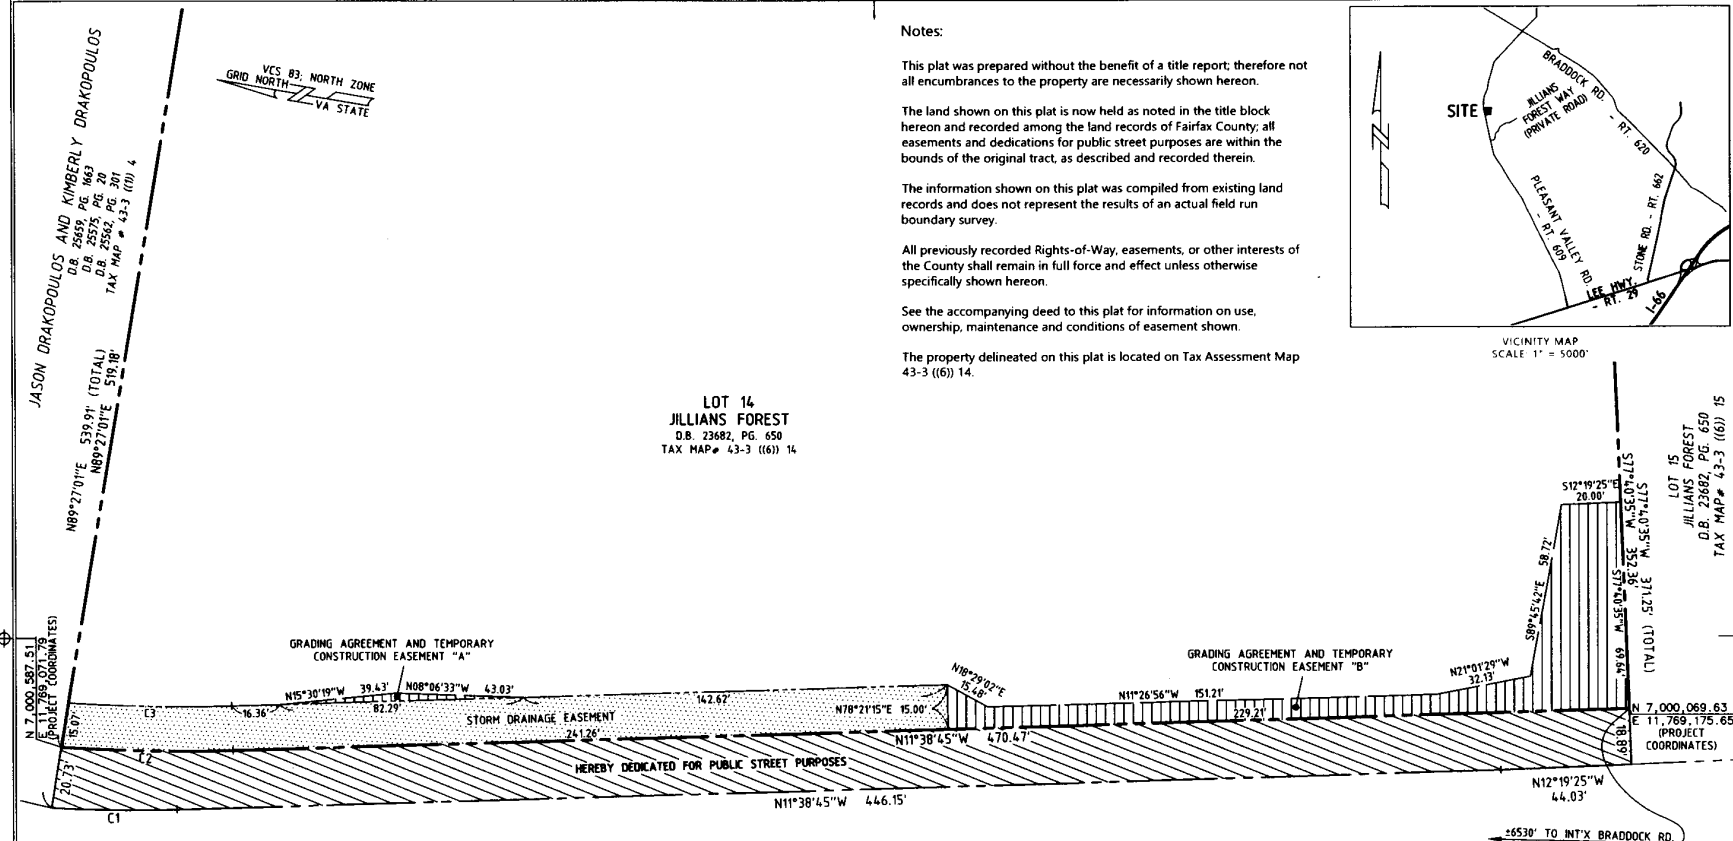 Notes:
This plat was prepared without the benefit of a title report; therefore not
all encumbrances to the property are necessarily shown hereon.
The land shown on this plat is now held as noted in the title block
hereon and recorded among the land records of Fairfax County; all
easements and dedications for public street purposes are within the
bounds of the original tract, as described and recorded therein.
The information shown on this plat was compiled from existing land
records and does not represent the results of an actual field run
boundary survey.
All previously recorded Rights-of-Way, easements, or other interests of
the County shall remain in full force and effect unless otherwise
specifically shown hereon.
See the accompanying deed to this plat for information on use,
ownership, maintenance and conditions of easement shown.
The property delineated on this plat is located on Tax Assessment Map
43-3 ((6)) 14.
SITE
JILLIANS
FOREST WAY
(PRIVATE ROAD)
BRADDOCK RD.
- RT. 620
PLEASANT VALLEY RD.
- RT. 609
STONE RD. - RT. 662
LEE HWY.
- RT. 29
I-66
VICINITY MAP
SCALE: 1" = 5000'
VCS 83; NORTH ZONE
GRID NORTH
VA STATE
JASON DRAKOPOULOS AND KIMBERLY DRAKOPOULOS
D.B. 25659, PG. 1663
D.B. 25575, PG. 20
D.B. 25562, PG. 301
TAX MAP # 43-3 ((1)) 4
N89°27'01"E 539.91' (TOTAL)
N89°27'01"E 519.18'
LOT 14
JILLIANS FOREST
D.B. 23682, PG. 650
TAX MAP# 43-3 ((6)) 14
LOT 15
JILLIANS FOREST
D.B. 23682, PG. 650
TAX MAP# 43-3 ((6)) 15
S77°40'35"W 371.25' (TOTAL)
S77°40'35"W 352.36'
S77°40'35"W 69.64'
S12°19'25"E
20.00'
S89°45'42"E 58.72'
N21°01'29"W
32.13'
GRADING AGREEMENT AND TEMPORARY
CONSTRUCTION EASEMENT "A"
GRADING AGREEMENT AND TEMPORARY
CONSTRUCTION EASEMENT "B"
N 7,000,587.51
E 11,769,071.79
(PROJECT COORDINATES)
N 7,000,069.63
E 11,769,175.65
(PROJECT
COORDINATES)
N15°30'19"W 39.43'
N08°06'33"W 43.03'
C3
16.36'
82.29'
142.62'
N18°29'02"E
15.48'
N78°21'15"E 15.00'
N11°26'56"W 151.21'
229.21'
15.07'
STORM DRAINAGE EASEMENT
241.26'
C2
N11°38'45"W 470.47'
18.89'
20.73'
HEREBY DEDICATED FOR PUBLIC STREET PURPOSES
C1
N11°38'45"W 446.15'
N12°19'25"W
44.03'
±6530' TO INT'X BRADDOCK RD.